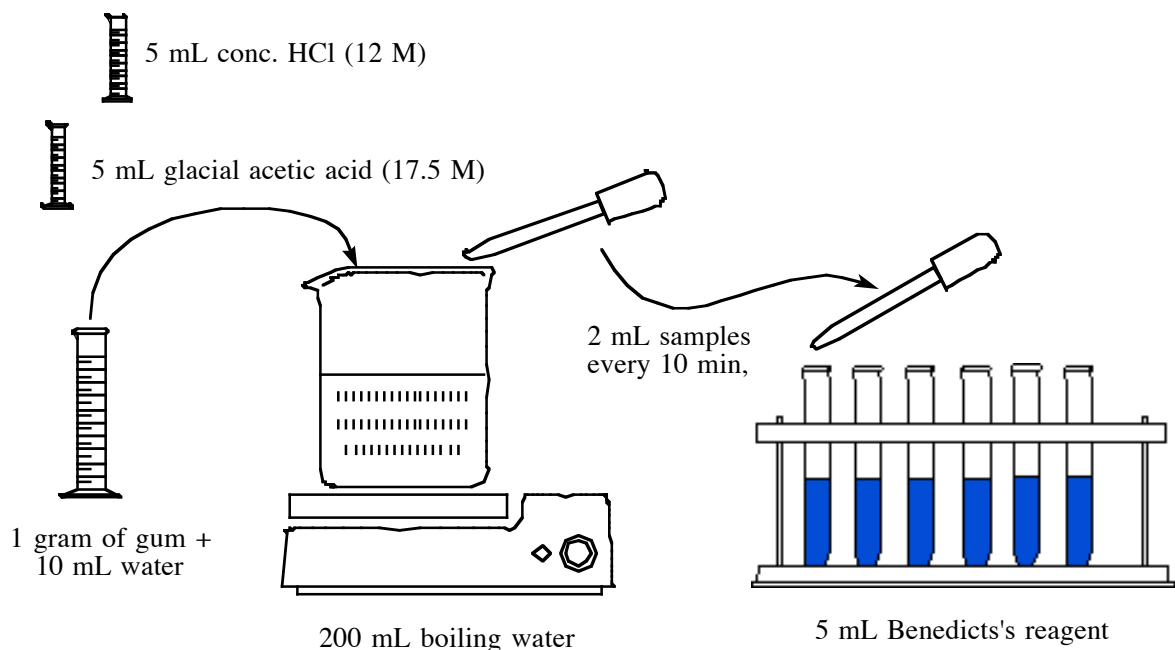 5 mL conc. HCl (12 M)
5 mL glacial acetic acid (17.5 M)
2 mL samples
every 10 min,
1 gram of gum +
10 mL water
200 mL boiling water
5 mL Benedicts's reagent